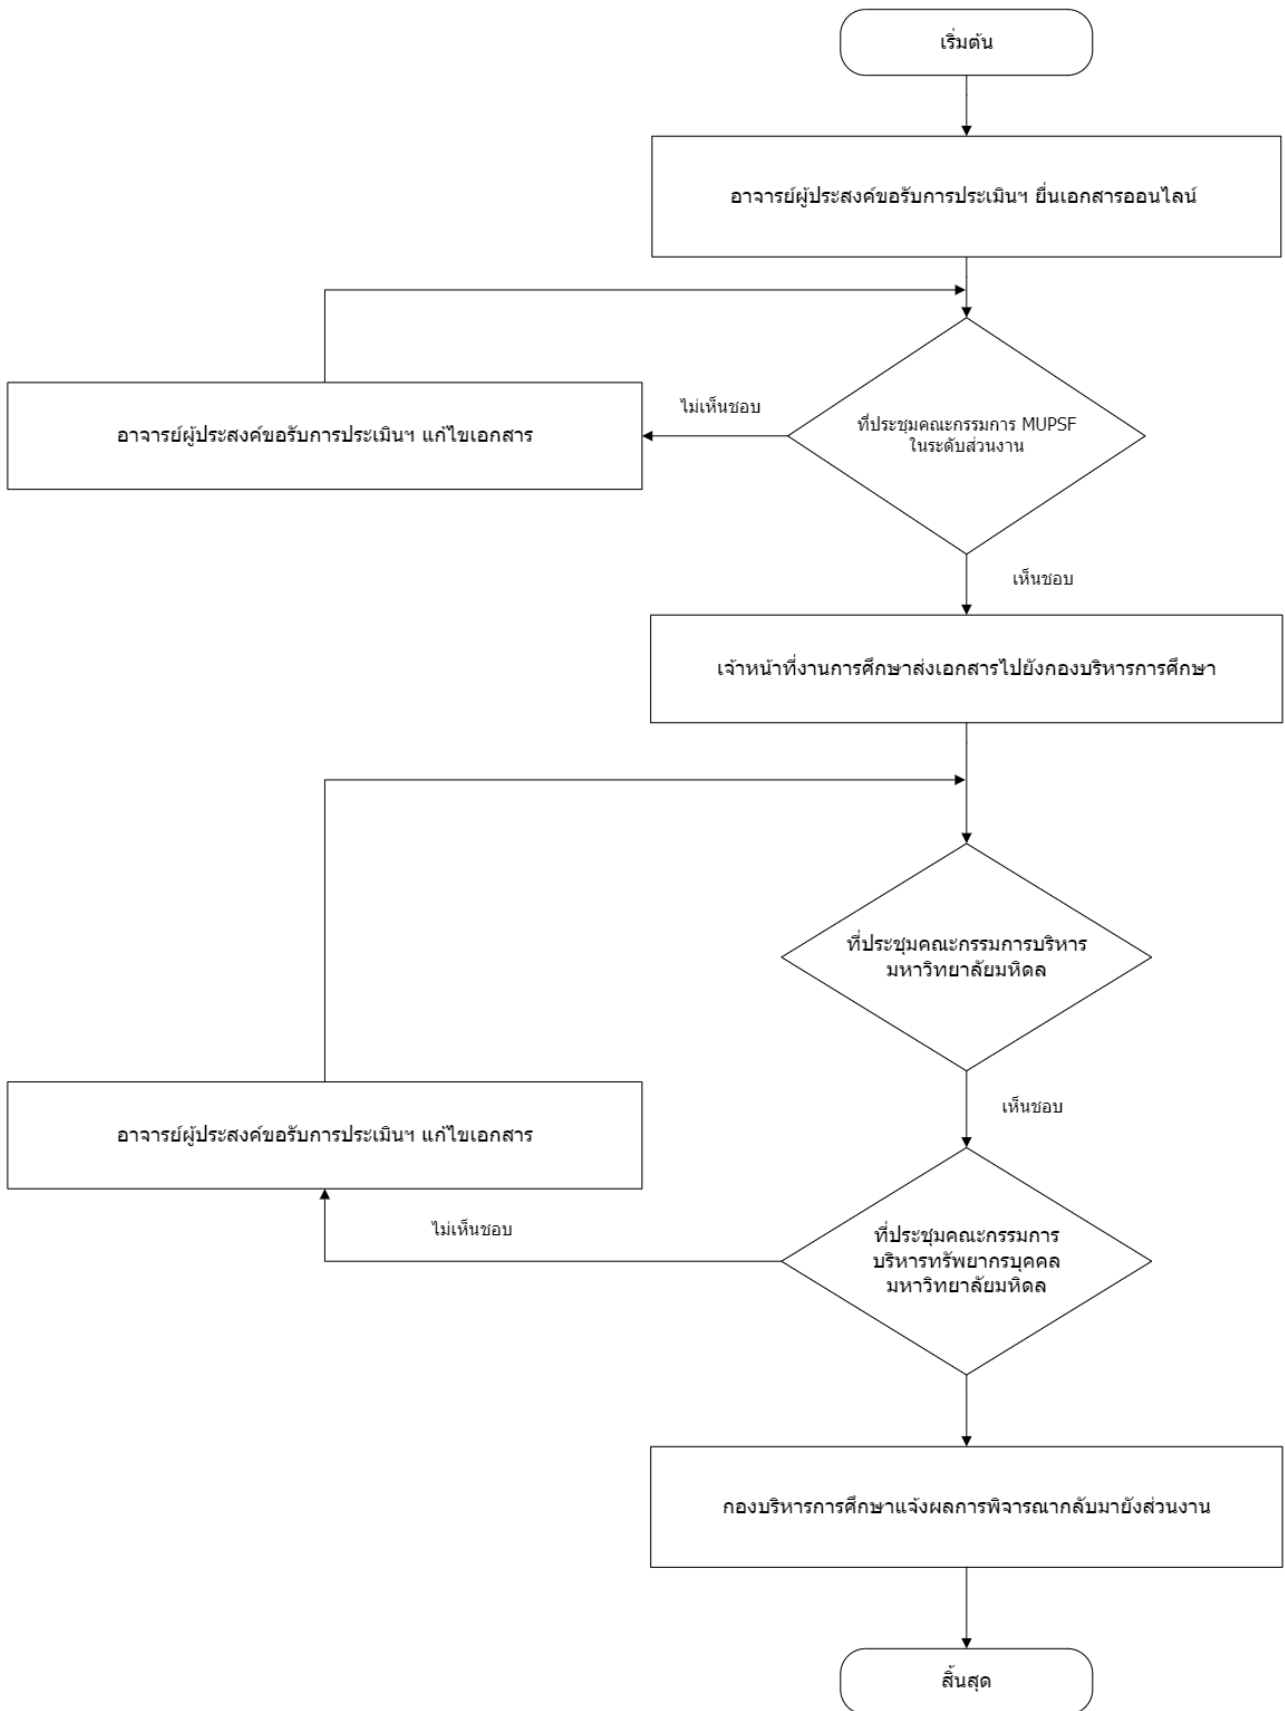 เริ่มต้น
อาจารย์ผู้ประสงค์ขอรับการประเมินฯ ยื่นเอกสารออนไลน์
ไม่เห็นชอบ
อาจารย์ผู้ประสงค์ขอรับการประเมินฯ แก้ไขเอกสาร
ที่ประชุมคณะกรรมการ MUPSF
ในระดับส่วนงาน
เห็นชอบ
เจ้าหน้าที่งานการศึกษาส่งเอกสารไปยังกองบริหารการศึกษา
ที่ประชุมคณะกรรมการบริหาร
มหาวิทยาลัยมหิดล
เห็นชอบ
อาจารย์ผู้ประสงค์ขอรับการประเมินฯ แก้ไขเอกสาร
ไม่เห็นชอบ
ที่ประชุมคณะกรรมการ
บริหารทรัพยากรบุคคล
มหาวิทยาลัยมหิดล
กองบริหารการศึกษาแจ้งผลการพิจารณากลับมายังส่วนงาน
สิ้นสุด